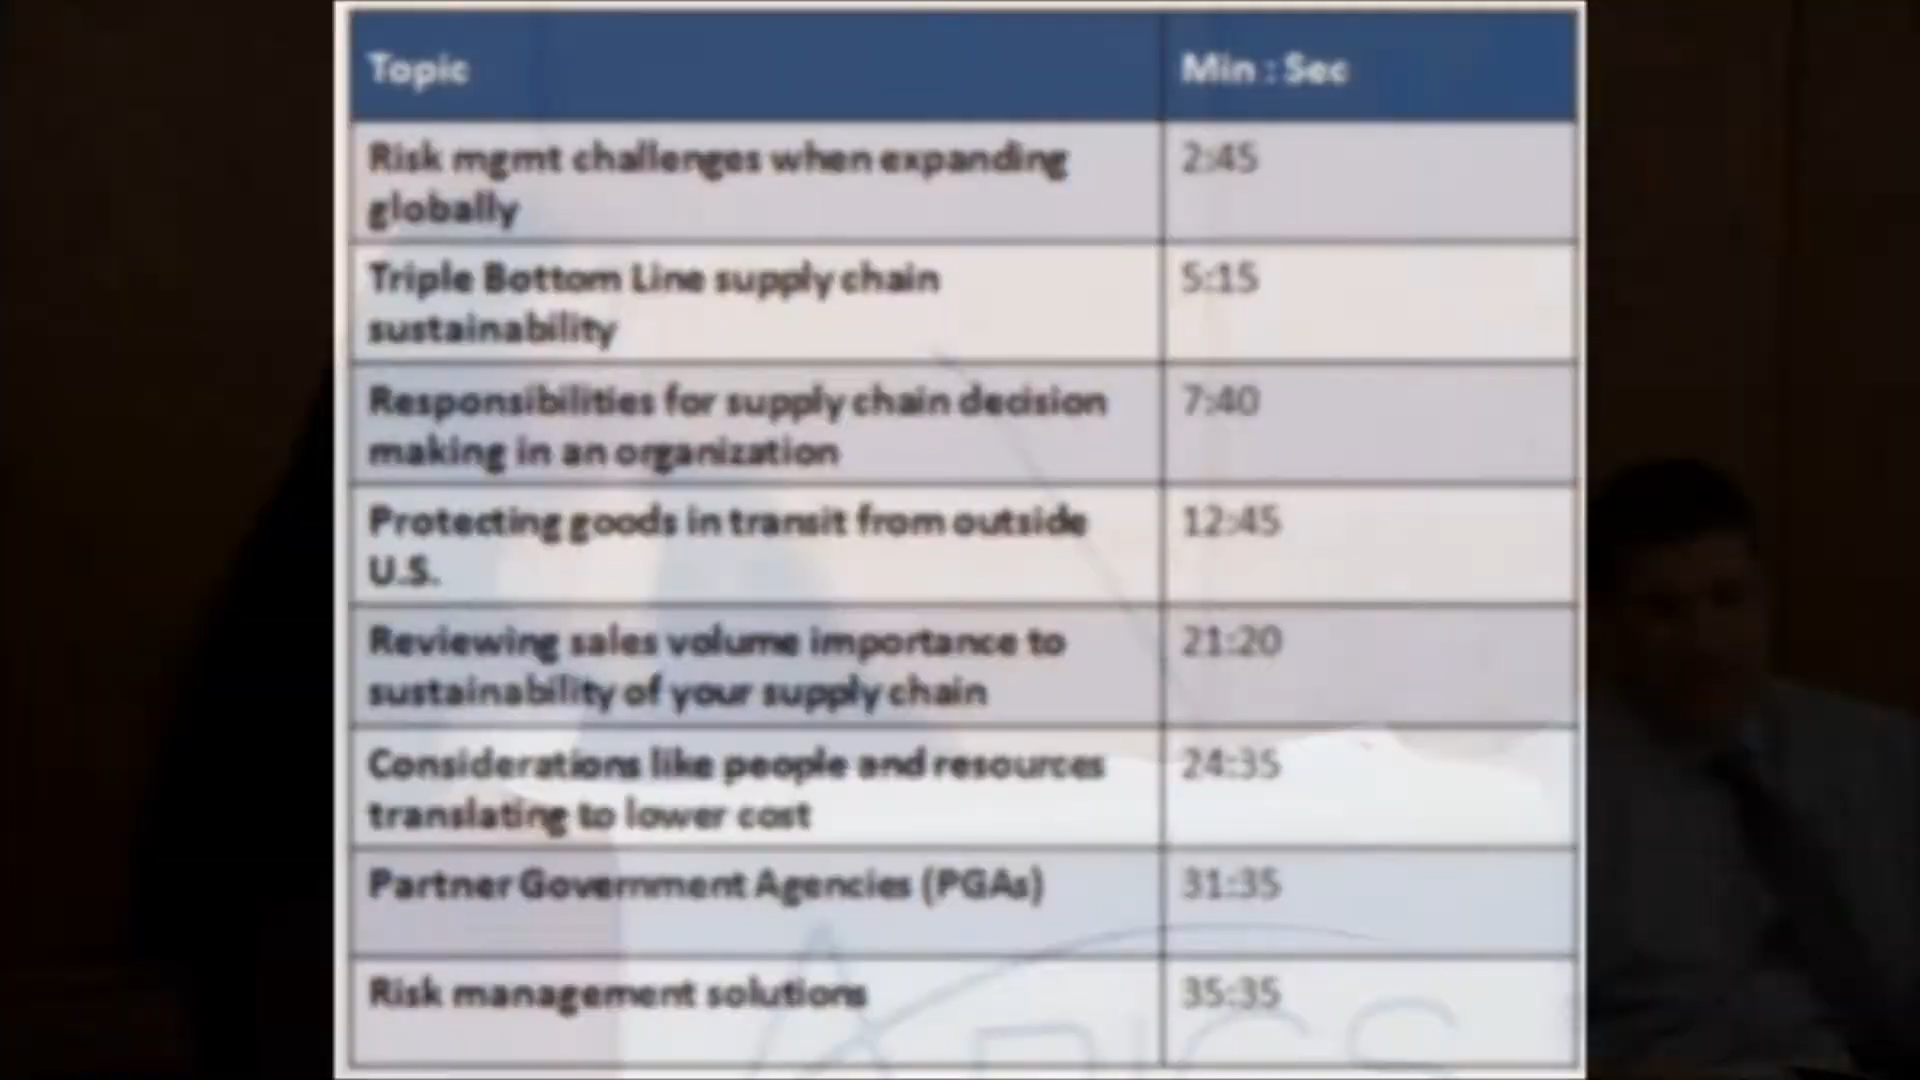 Topic
Min : Sec
Risk mgmt challenges when expanding
globally
2:45
Triple Bottom Line supply chain
sustainability
5:15
Responsibilities for supply chain decision
making in an organization
7:40
Protecting goods in transit from outside
U.S.
12:45
Reviewing sales volume importance to
sustainability of your supply chain
21:20
Considerations like people and resources
translating to lower cost
24:35
Partner Government Agencies (PGAs)
31:35
Risk management solutions
35:35
APICS